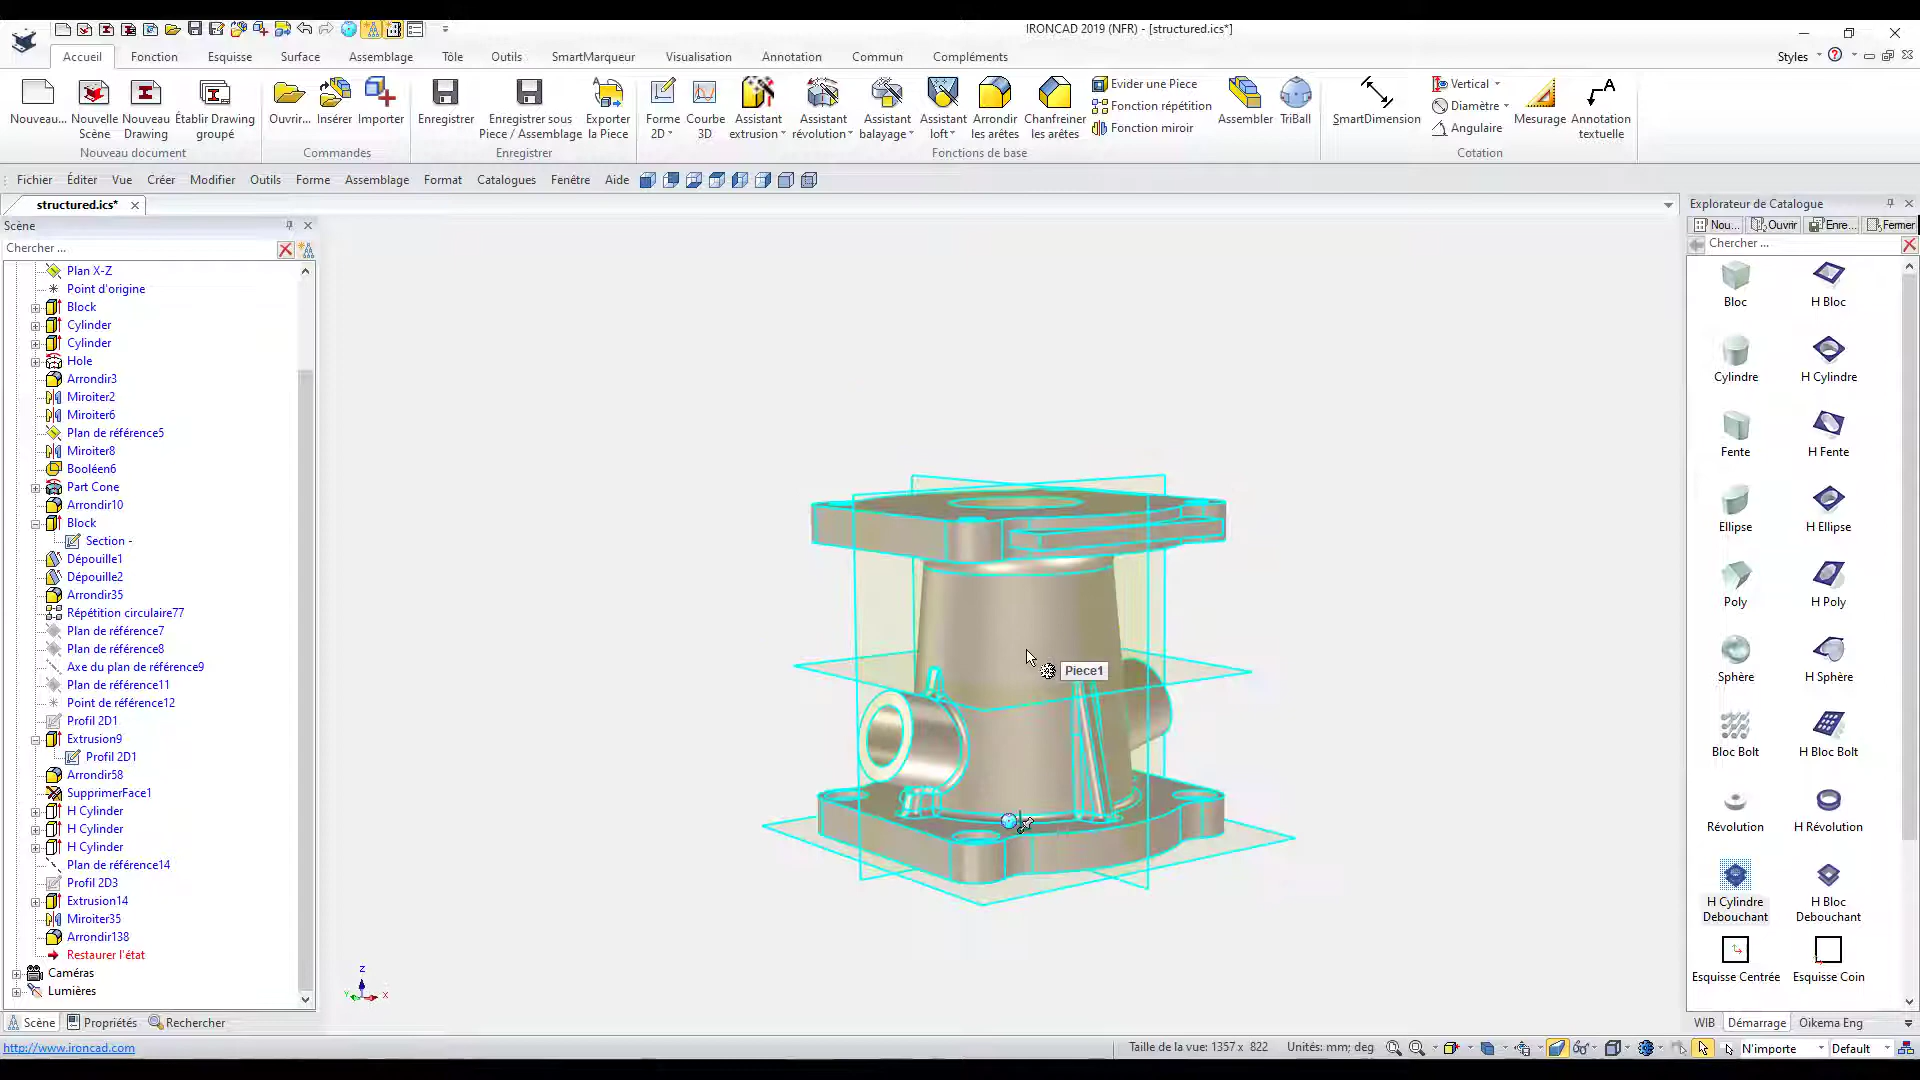 IRONCAD 2019 (NFR) - [structured.ics*]
Accueil Fonction Esquisse Surface Assemblage Tôle Outils SmartMarqueur Visualisation Annotation Commun Compléments Styles
Nouveau... Nouvelle Scène Nouveau Drawing Établir Drawing groupé
Nouveau document
Ouvrir... Insérer Importer
Commandes
Enregistrer Enregistrer sous Piece / Assemblage Exporter la Piece
Enregistrer
Forme 2D Courbe 3D Assistant extrusion Assistant révolution Assistant balayage Assistant loft Arrondir les arêtes Chanfreiner les arêtes
Evider une Piece
Fonction répétition
Fonction miroir
Assembler TriBall
Fonctions de base
SmartDimension
Vertical
Diamètre
Angulaire
Mesurage Annotation textuelle
Cotation
Fichier Éditer Vue Créer Modifier Outils Forme Assemblage Format Catalogues Fenêtre Aide
structured.ics*
Scène
Chercher ...
Plan X-Z
Point d'origine
Block
Cylinder
Cylinder
Hole
Arrondir3
Miroiter2
Miroiter6
Plan de référence5
Miroiter8
Booléen6
Part Cone
Arrondir10
Block
Section -
Dépouille1
Dépouille2
Arrondir35
Répétition circulaire77
Plan de référence7
Plan de référence8
Axe du plan de référence9
Plan de référence11
Point de référence12
Profil 2D1
Extrusion9
Profil 2D1
Arrondir58
SupprimerFace1
H Cylinder
H Cylinder
H Cylinder
Plan de référence14
Profil 2D3
Extrusion14
Miroiter35
Arrondir138
Restaurer l'état
Caméras
Lumières
Scène Propriétés Rechercher
Piece1
Z
Y
X
Explorateur de Catalogue
Nou... Ouvrir Enre... Fermer
Chercher ...
Bloc H Bloc
Cylindre H Cylindre
Fente H Fente
Ellipse H Ellipse
Poly H Poly
Sphère H Sphère
Bloc Bolt H Bloc Bolt
Révolution H Révolution
H Cylindre Debouchant H Bloc Debouchant
Esquisse Centrée Esquisse Coin
WIB Démarrage Oikema Eng
http://www.ironcad.com
Taille de la vue: 1357 x 822 Unités: mm; deg N'importe Default